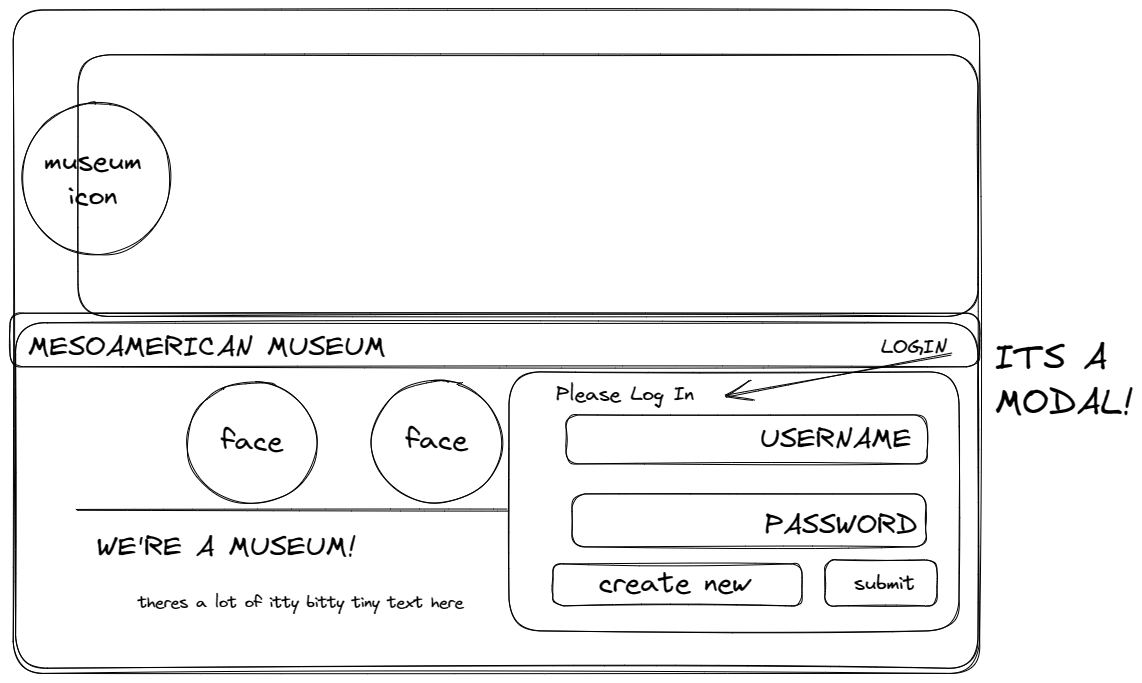 museum
icon
MESOAMERICAN MUSEUM
LOGIN
ITS A
MODAL!
Please Log In
face
face
USERNAME
PASSWORD
WE'RE A MUSEUM!
create new
submit
theres a lot of itty bitty tiny text here